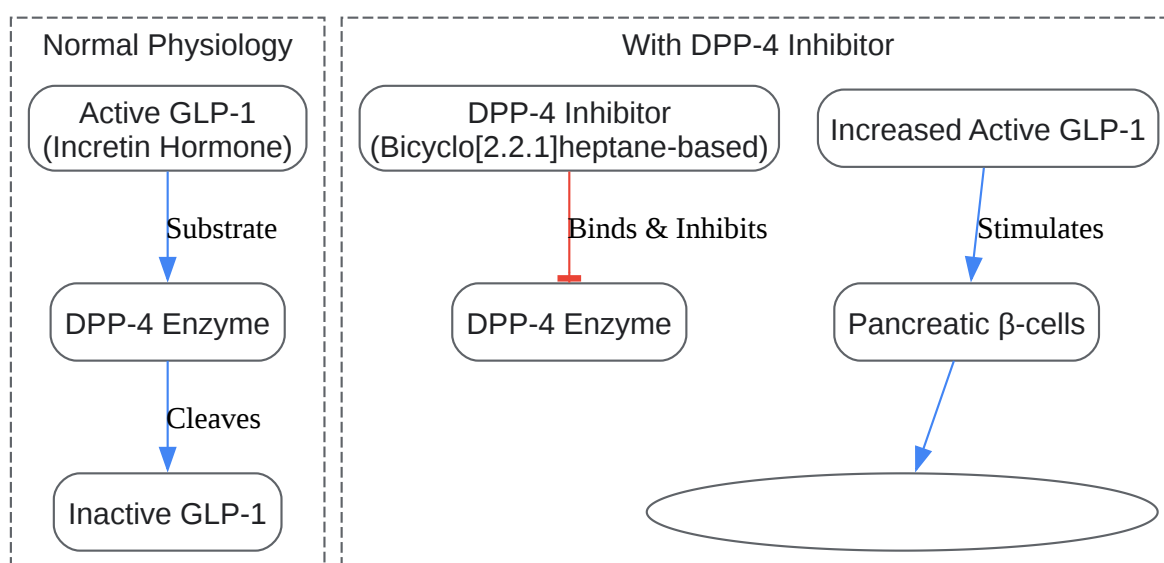 Normal Physiology
Active GLP-1
(Incretin Hormone)
Substrate
DPP-4 Enzyme
Cleaves
Inactive GLP-1
With DPP-4 Inhibitor
DPP-4 Inhibitor
(Bicyclo[2.2.1]heptane-based)
Binds & Inhibits
DPP-4 Enzyme
Increased Active GLP-1
Stimulates
Pancreatic β-cells